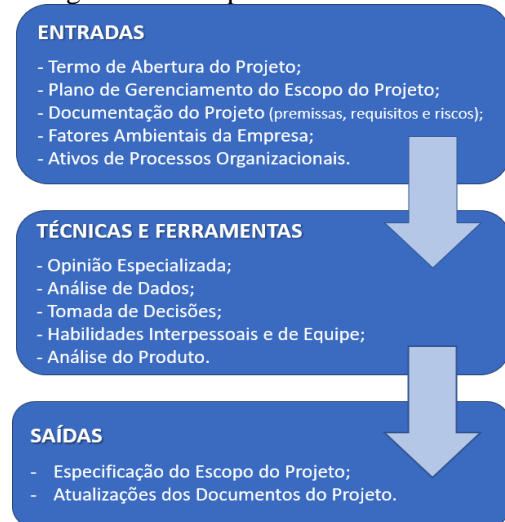 ENTRADAS
- Termo de Abertura do Projeto;
- Plano de Gerenciamento do Escopo do Projeto;
- Documentação do Projeto (premissas, requisitos e riscos);
- Fatores Ambientais da Empresa;
- Ativos de Processos Organizacionais.
TÉCNICAS E FERRAMENTAS
- Opinião Especializada;
- Análise de Dados;
- Tomada de Decisões;
- Habilidades Interpessoais e de Equipe;
- Análise do Produto.
SAÍDAS
- Especificação do Escopo do Projeto;
- Atualizações dos Documentos do Projeto.